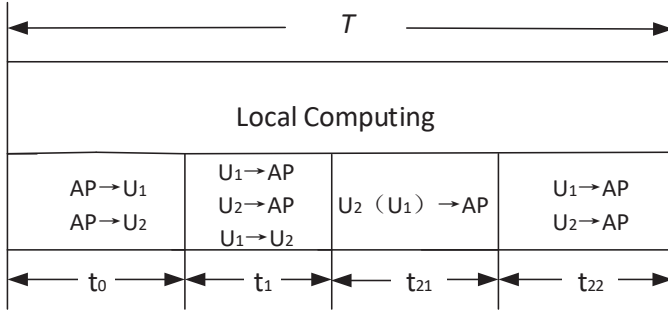 T
Local Computing
AP→U1
AP→U2
U1→AP
U2→AP
U1→U2
U2（U1）→AP
U1→AP
U2→AP
t0
t1
t21
t22